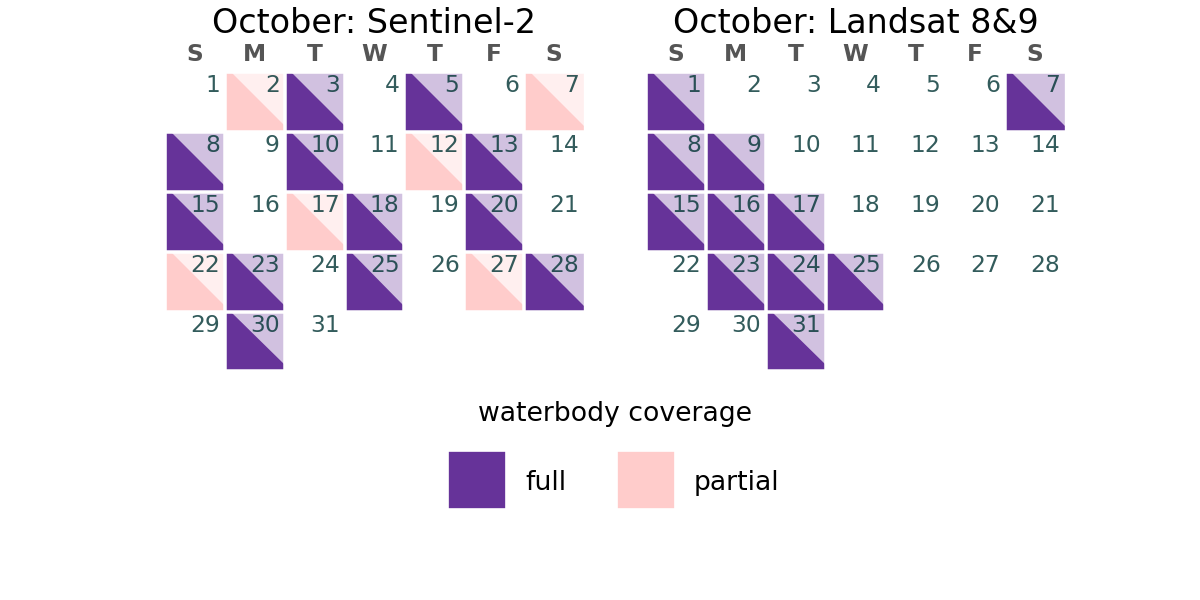 October: Sentinel-2
S M T W T F S
1 2 3 4 5 6 7
8 9 10 11 12 13 14
15 16 17 18 19 20 21
22 23 24 25 26 27 28
29 30 31
October: Landsat 8&9
S M T W T F S
1 2 3 4 5 6 7
8 9 10 11 12 13 14
15 16 17 18 19 20 21
22 23 24 25 26 27 28
29 30 31
waterbody coverage
full partial